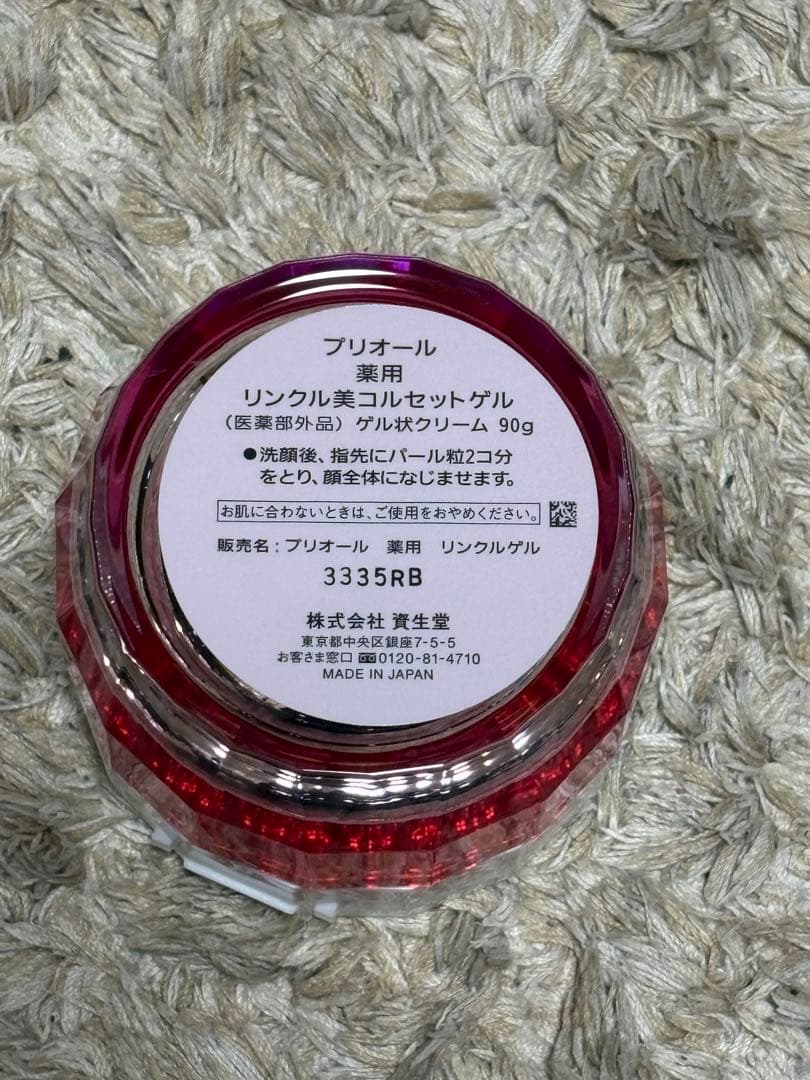 プリオール
薬用
リンクル美コルセットゲル
（医薬部外品）ゲル状クリーム 90g
●洗顔後、指先にパール粒2コ分
をとり、顔全体になじませます。
お肌に合わないときは、ご使用をおやめください。
販売名：プリオール 薬用 リンクルゲル
3335RB
株式会社 資生堂
東京都中央区銀座7-5-5
お客さま窓口 0120-81-4710
MADE IN JAPAN